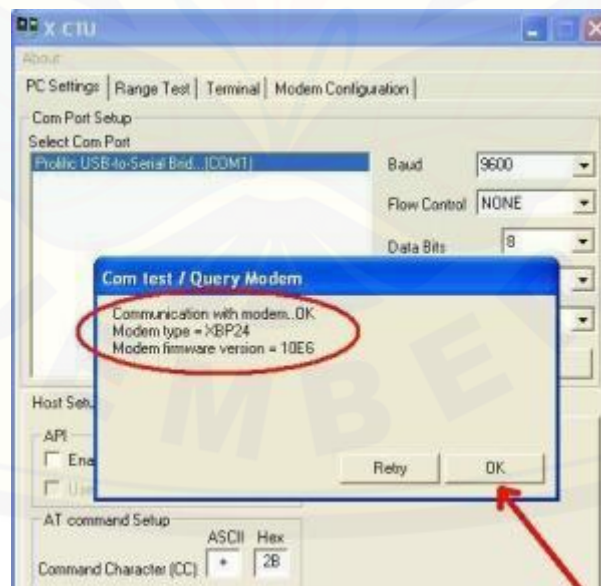 X-CTU
About
PC Settings | Range Test | Terminal | Modem Configuration
Com Port Setup
Select Com Port
Prolific USB-to-Serial Brid...(COM1)
Baud 9600
Flow Control NONE
Data Bits 8
Com test / Query Modem
Communication with modem..OK
Modem type = XBP24
Modem firmware version = 10E6
Retry OK
Host Setu
API
Ena
AT command Setup
ASCII Hex
Command Character (CC) + 2B